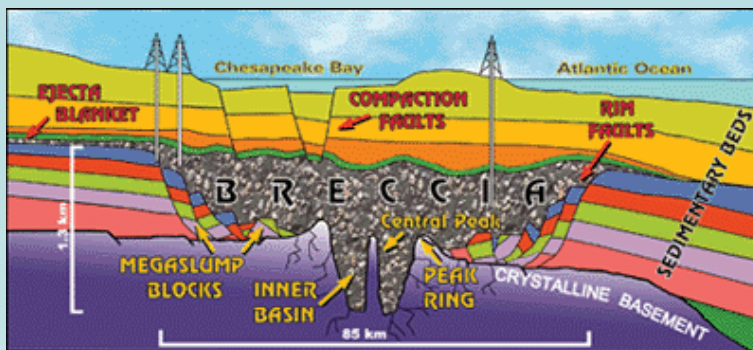 Chesapeake Bay
Atlantic Ocean
EJECTA
BLANKET
COMPACTION
FAULTS
RIM
FAULTS
BRECCIA
SEDIMENTARY BEDS
1.3 km
Central Peak
MEGASLUMP
BLOCKS
INNER
BASIN
PEAK
RING
CRYSTALLINE BASEMENT
85 km